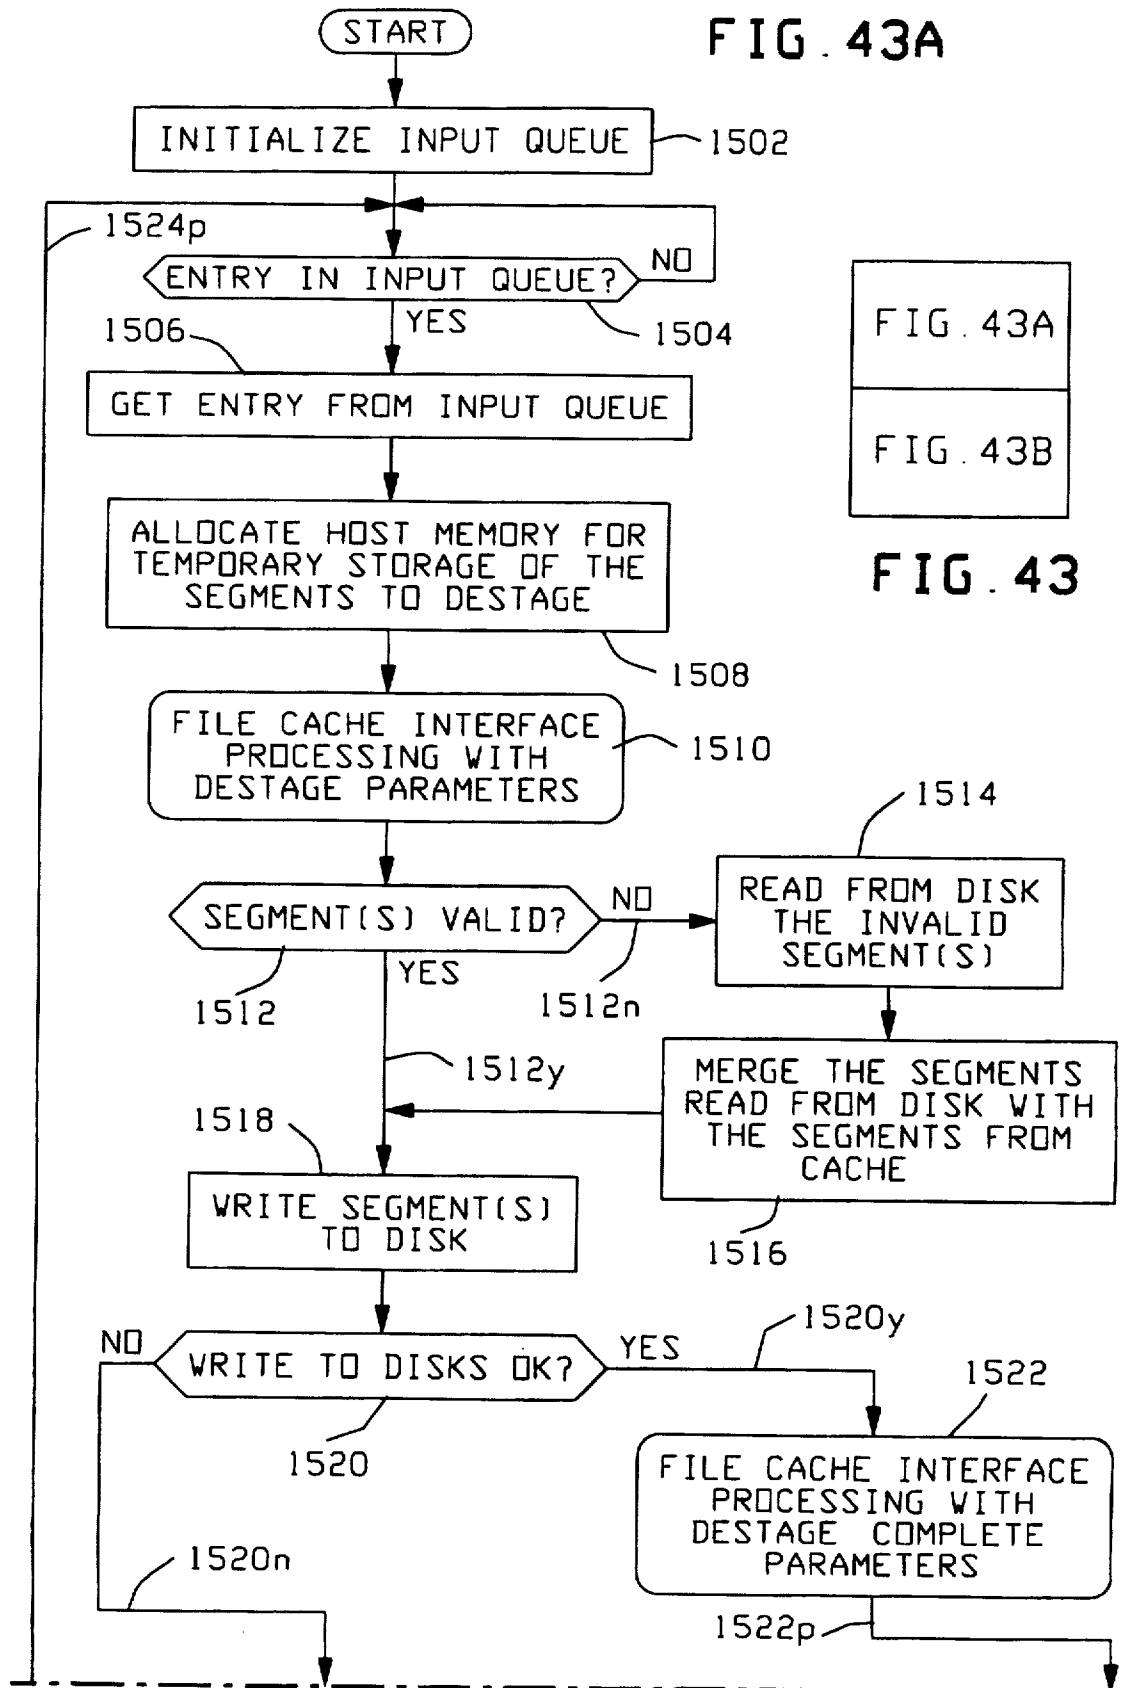 START
FIG.43A
INITIALIZE INPUT QUEUE
1502
1524p
ENTRY IN INPUT QUEUE?
NO
YES
1504
1506
GET ENTRY FROM INPUT QUEUE
FIG.43A
FIG.43B
FIG.43
ALLOCATE HOST MEMORY FOR
TEMPORARY STORAGE OF THE
SEGMENTS TO DESTAGE
1508
FILE CACHE INTERFACE
PROCESSING WITH
DESTAGE PARAMETERS
1510
1514
SEGMENT(S) VALID?
NO
READ FROM DISK
THE INVALID
SEGMENT(S)
YES
1512
1512n
1512y
MERGE THE SEGMENTS
READ FROM DISK WITH
THE SEGMENTS FROM
CACHE
1516
1518
WRITE SEGMENT(S)
TO DISK
NO
WRITE TO DISKS OK?
YES
1520y
1520
1522
FILE CACHE INTERFACE
PROCESSING WITH
DESTAGE COMPLETE
PARAMETERS
1520n
1522p